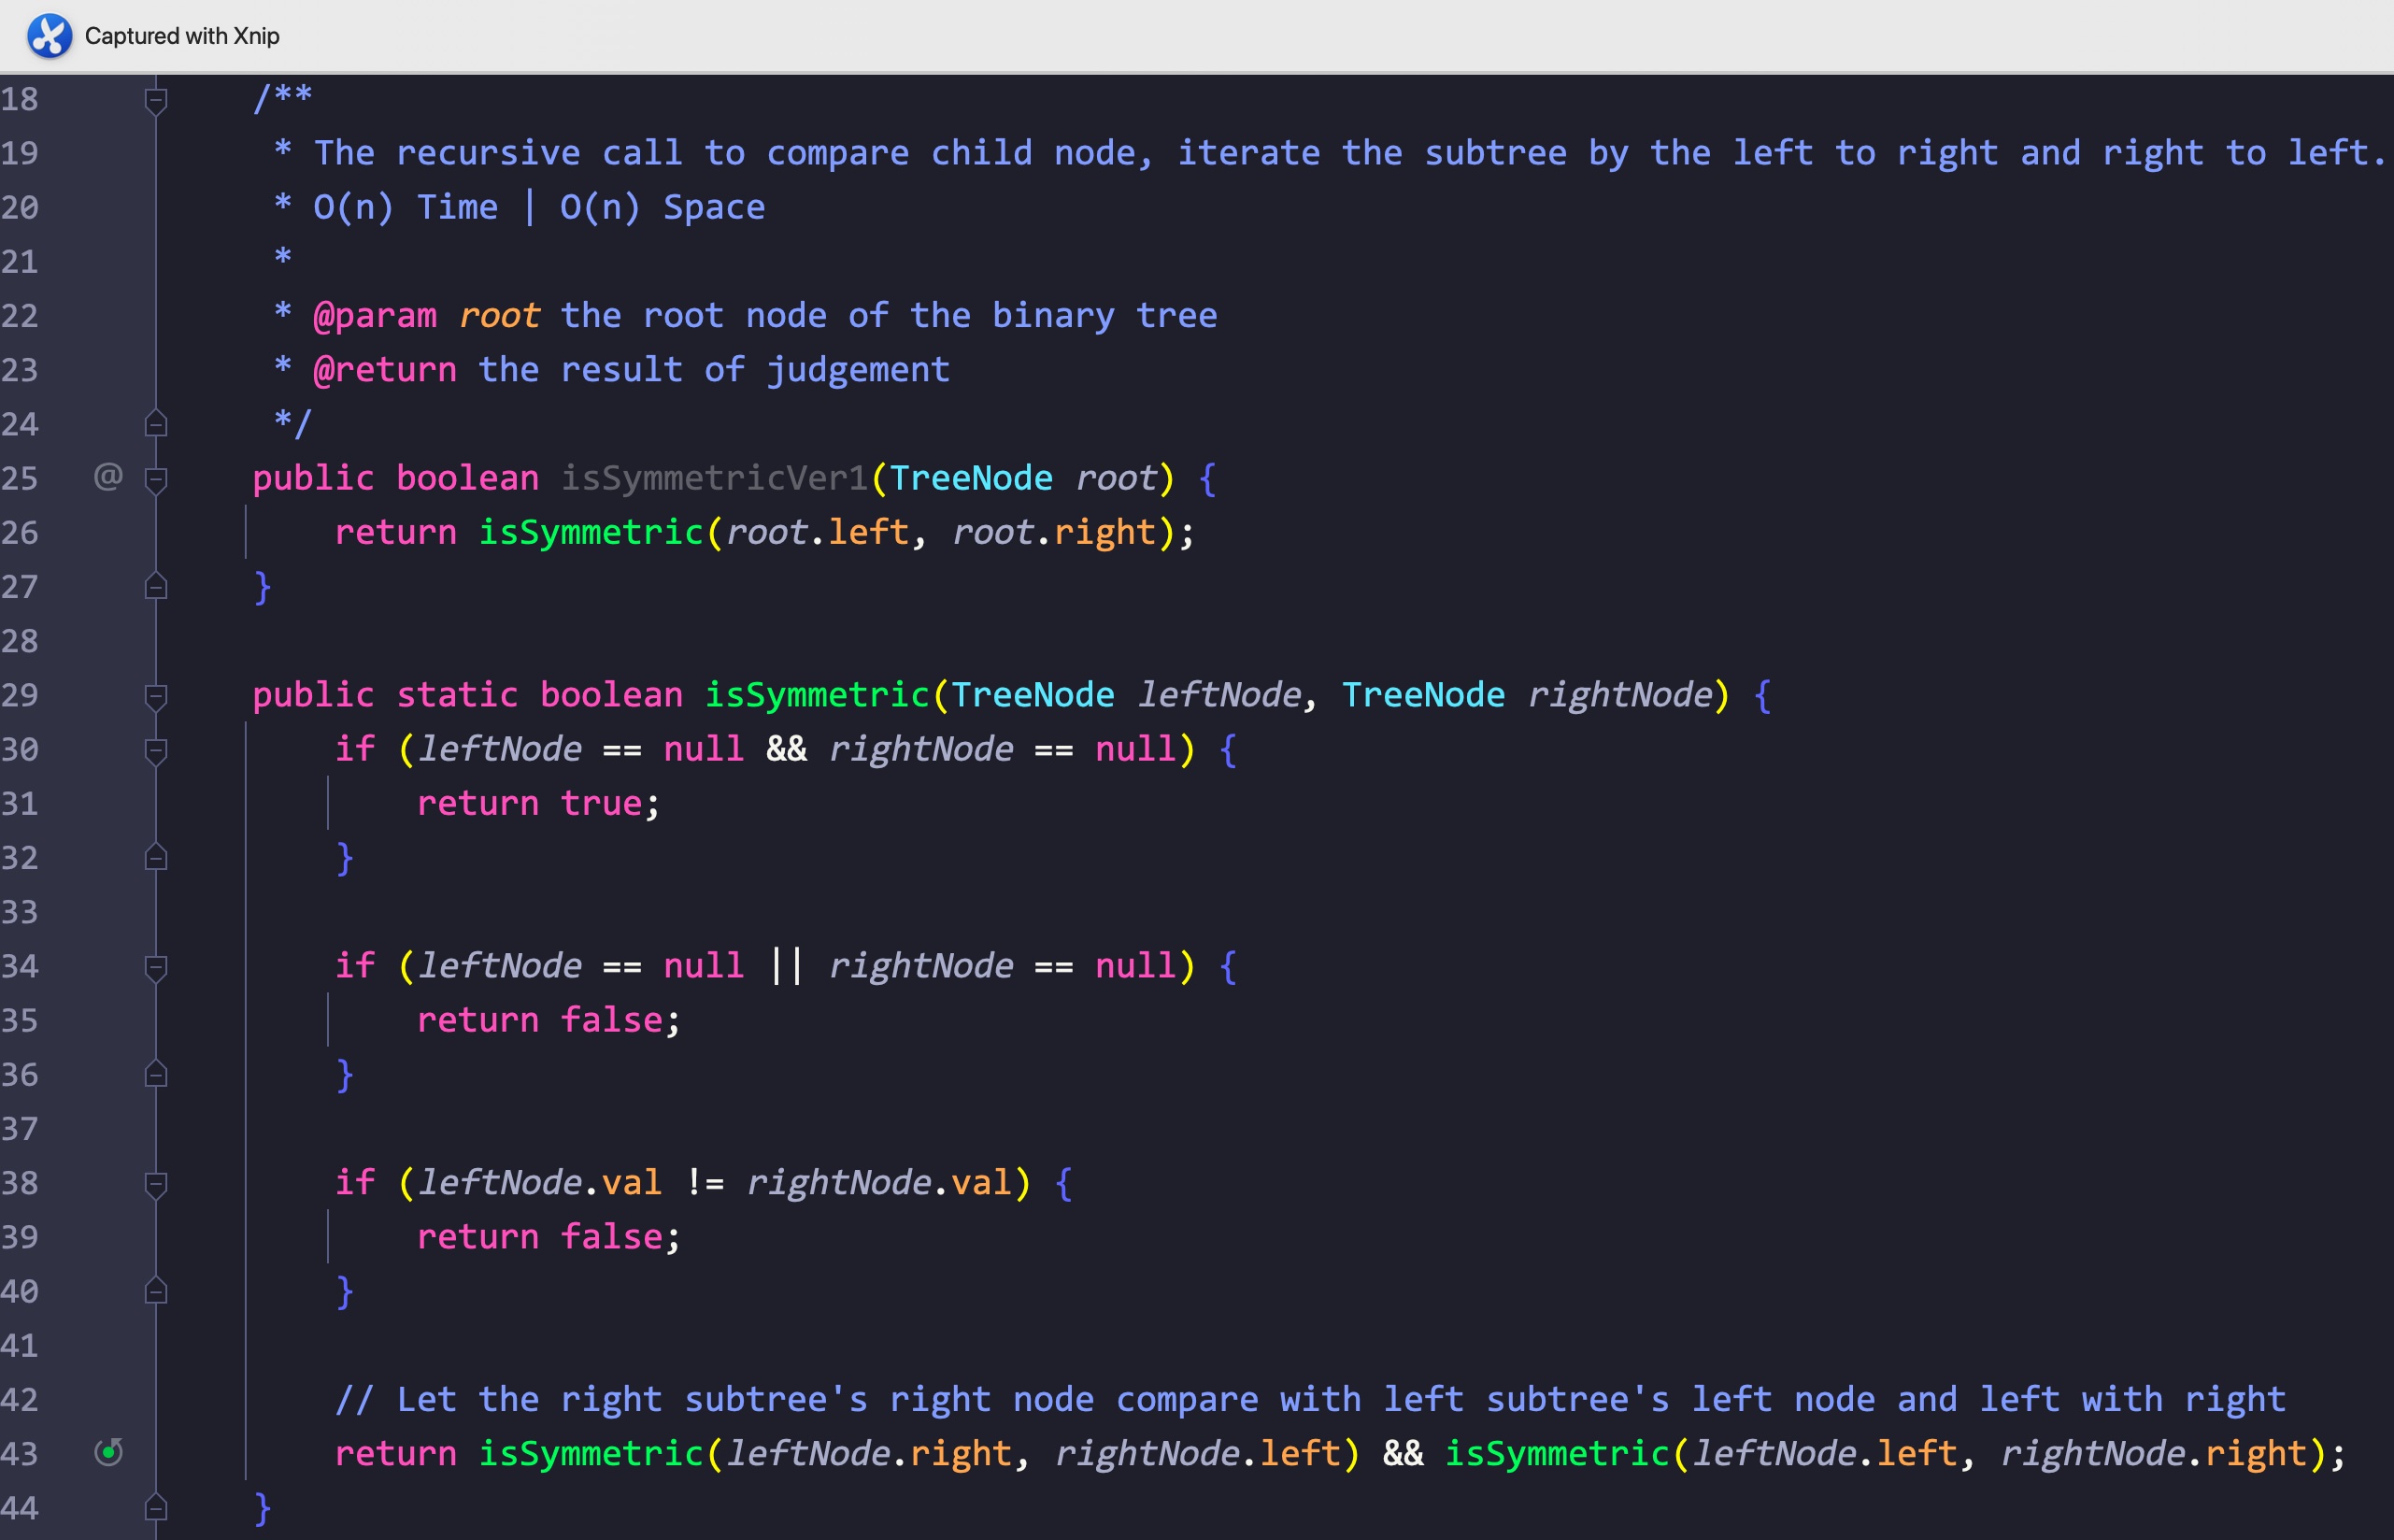 Captured with Xnip
18 /**
19 * The recursive call to compare child node, iterate the subtree by the left to right and right to left.
20 * O(n) Time | O(n) Space
21 *
22 * @param root the root node of the binary tree
23 * @return the result of judgement
24 */
25 @ public boolean isSymmetricVer1(TreeNode root) {
26 return isSymmetric(root.left, root.right);
27 }
28
29 public static boolean isSymmetric(TreeNode leftNode, TreeNode rightNode) {
30 if (leftNode == null && rightNode == null) {
31 return true;
32 }
33
34 if (leftNode == null || rightNode == null) {
35 return false;
36 }
37
38 if (leftNode.val != rightNode.val) {
39 return false;
40 }
41
42 // Let the right subtree's right node compare with left subtree's left node and left with right
43 return isSymmetric(leftNode.right, rightNode.left) && isSymmetric(leftNode.left, rightNode.right);
44 }